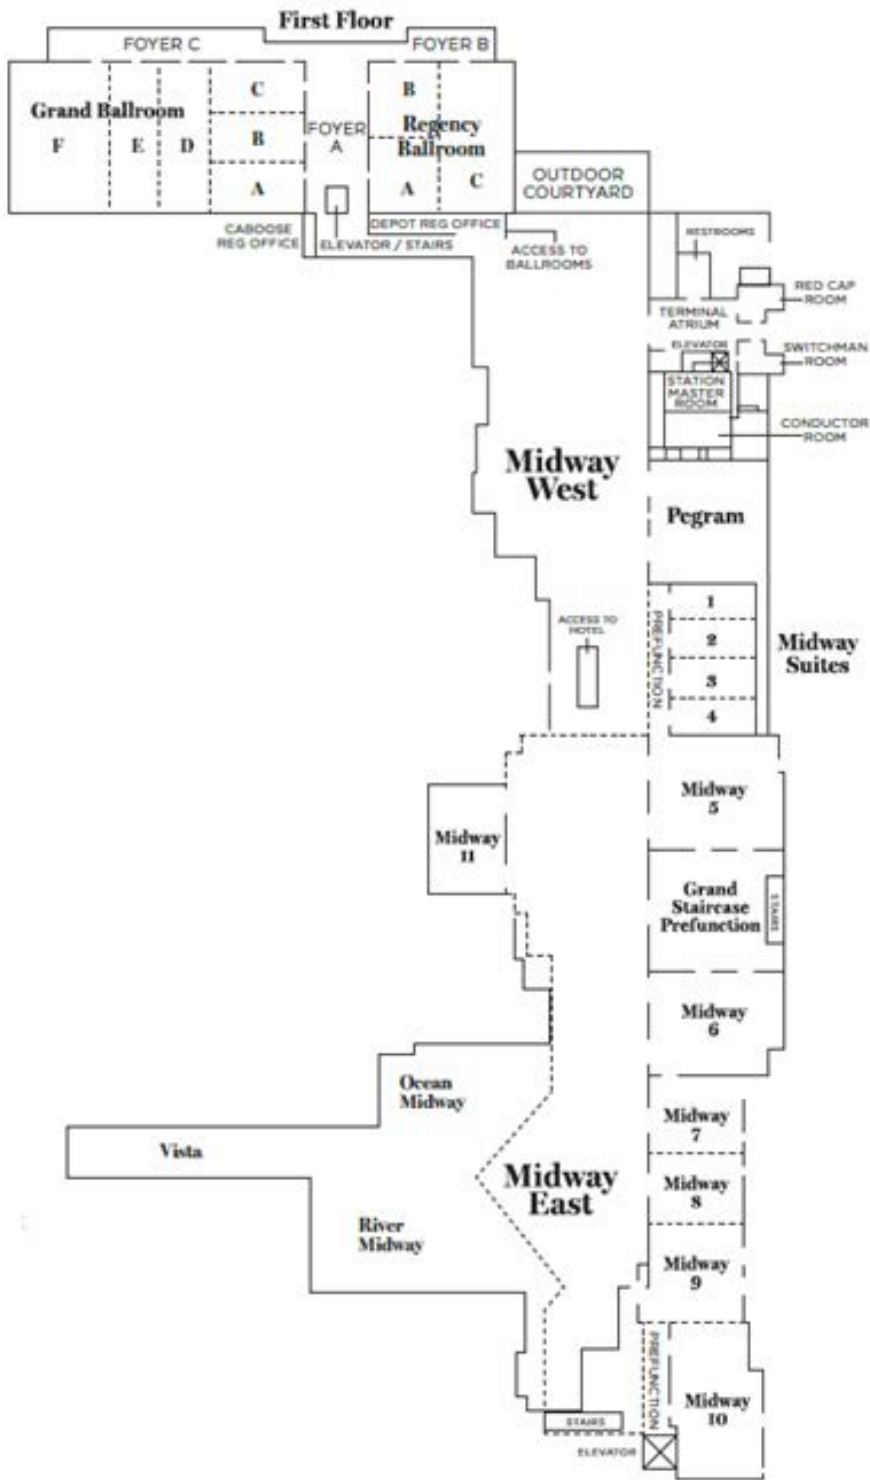 First Floor
FOYER C
FOYER B
Grand Ballroom
F
E
D
C
B
A
FOYER
A
B
Regency
Ballroom
A
C
OUTDOOR
COURTYARD
CABOOSE
REG OFFICE
ELEVATOR / STAIRS
DEPOT REG OFFICE
ACCESS TO
BALLROOMS
RESTROOMS
RED CAP
ROOM
TERMINAL
ATRIUM
ELEVATOR
SWITCHMAN
ROOM
STATION
MASTER
ROOM
CONDUCTOR
ROOM
Midway
West
Pegram
ACCESS TO
HOTEL
PREFUNCTION
1
2
3
4
Midway
Suites
Midway
5
Midway
11
Grand
Staircase
Prefunction
STAIRS
Midway
6
Ocean
Midway
Midway
7
Vista
Midway
East
Midway
8
River
Midway
Midway
9
PREFUNCTION
Midway
10
STAIRS
ELEVATOR